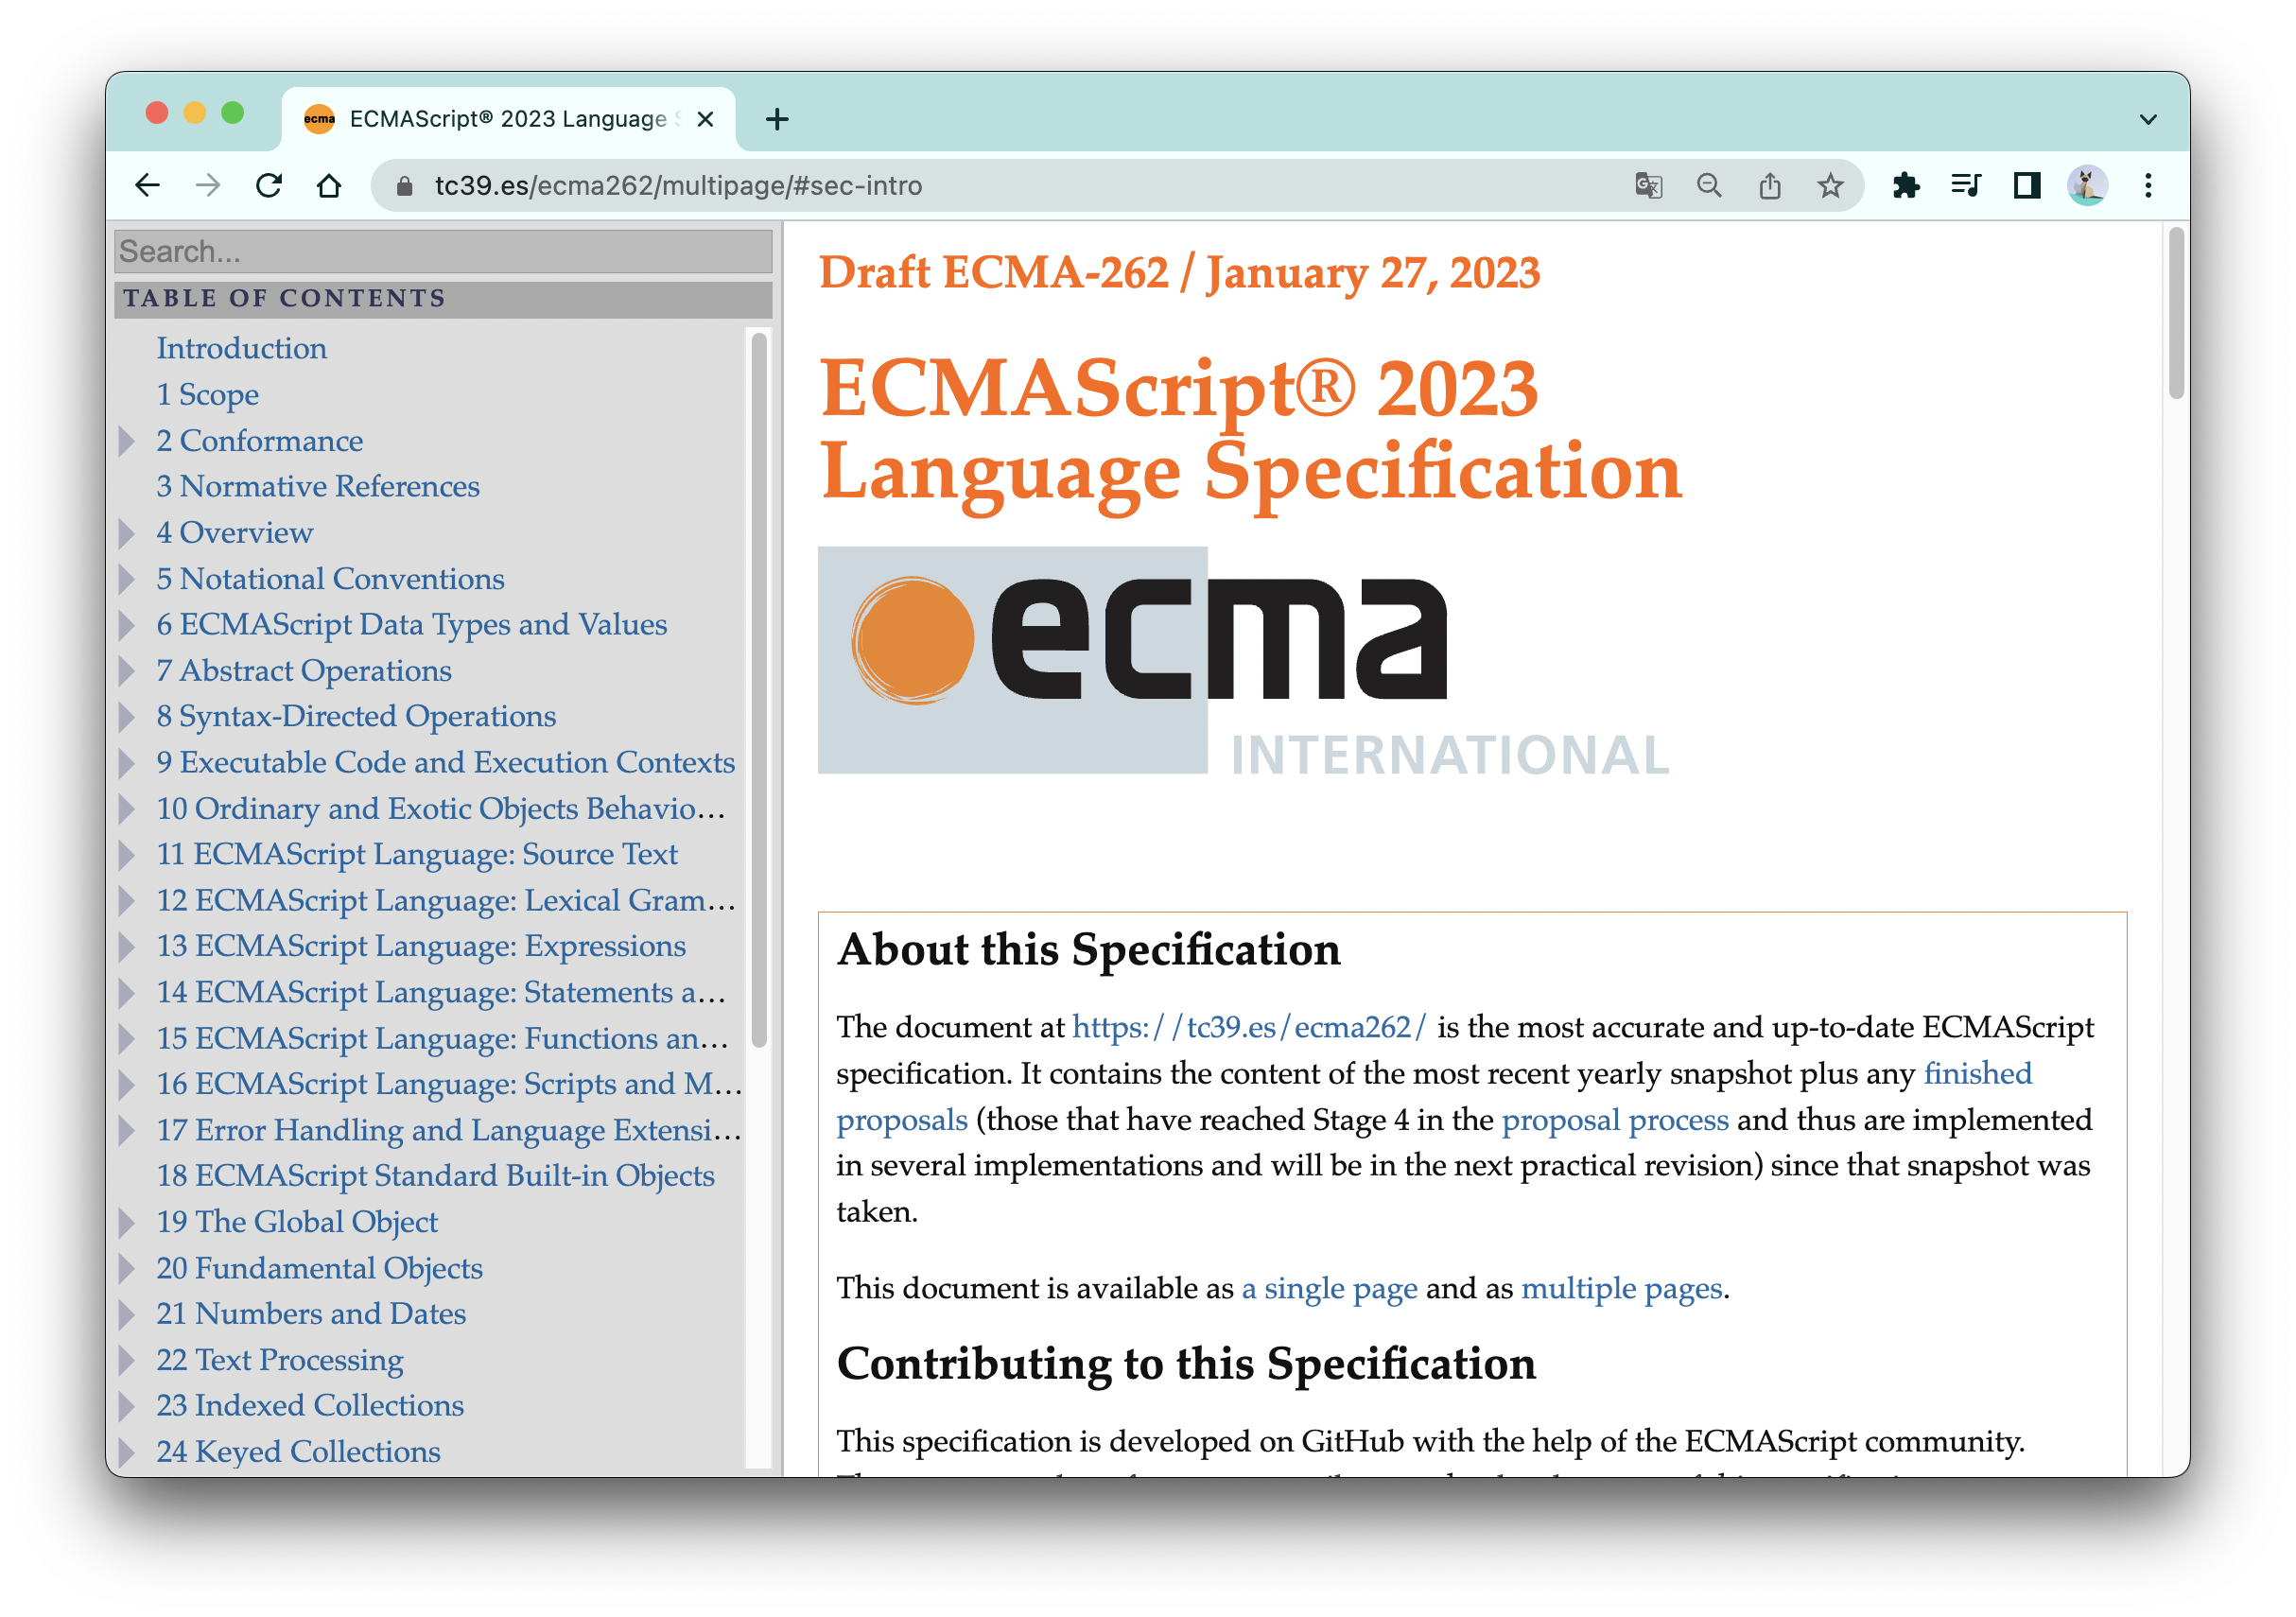 ecma
ECMAScript® 2023 Language
tc39.es/ecma262/multipage/#sec-intro
Search...
TABLE OF CONTENTS
Introduction
1 Scope
2 Conformance
3 Normative References
4 Overview
5 Notational Conventions
6 ECMAScript Data Types and Values
7 Abstract Operations
8 Syntax-Directed Operations
9 Executable Code and Execution Contexts
10 Ordinary and Exotic Objects Behavio…
11 ECMAScript Language: Source Text
12 ECMAScript Language: Lexical Gram…
13 ECMAScript Language: Expressions
14 ECMAScript Language: Statements a…
15 ECMAScript Language: Functions an…
16 ECMAScript Language: Scripts and M…
17 Error Handling and Language Extensi…
18 ECMAScript Standard Built-in Objects
19 The Global Object
20 Fundamental Objects
21 Numbers and Dates
22 Text Processing
23 Indexed Collections
24 Keyed Collections
Draft ECMA-262 / January 27, 2023
ECMAScript® 2023
Language Specification
ecma
INTERNATIONAL
About this Specification
The document at https://tc39.es/ecma262/ is the most accurate and up-to-date ECMAScript
specification. It contains the content of the most recent yearly snapshot plus any finished
proposals (those that have reached Stage 4 in the proposal process and thus are implemented
in several implementations and will be in the next practical revision) since that snapshot was
taken.
This document is available as a single page and as multiple pages.
Contributing to this Specification
This specification is developed on GitHub with the help of the ECMAScript community.